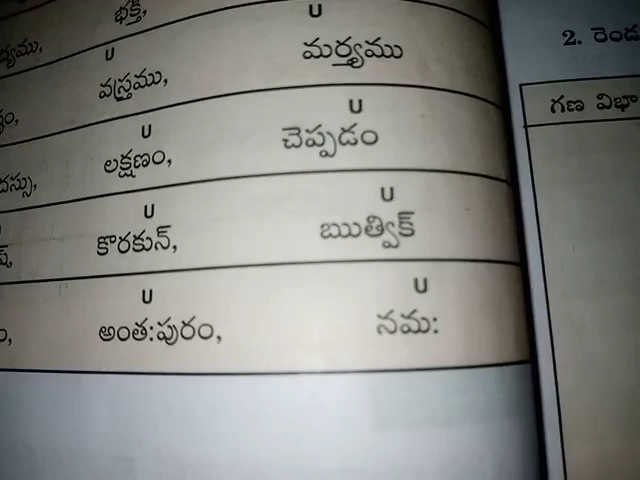 భక్తి, U
U మర్త్యము
వస్త్రము,
U U
లక్షణం, చెప్పడం
U U
కారకున్, ఋత్విక్
U U
అంత:పురం, నమ:
2.
గణ విభా